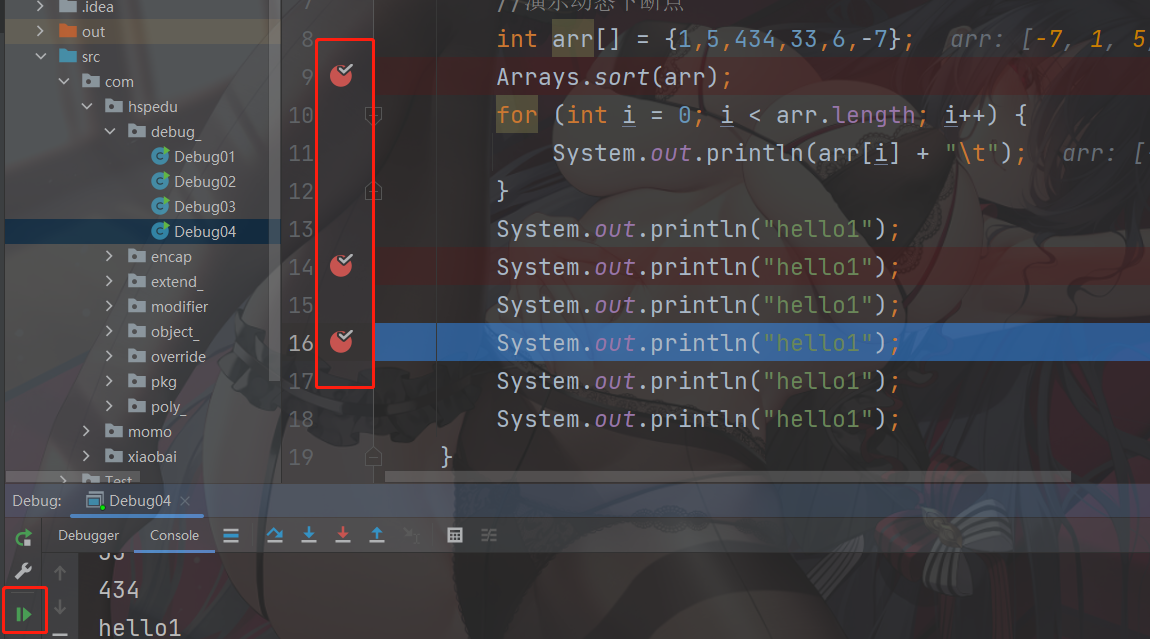 .idea
out
src
com
hspedu
debug_
Debug01
Debug02
Debug03
Debug04
encap
extend_
modifier
object_
override
pkg
poly_
momo
xiaobai
Test
7 //演示动态下断点
8 int arr[] = {1,5,434,33,6,-7}; arr: [-7, 1, 5,
9 Arrays.sort(arr);
10 for (int i = 0; i < arr.length; i++) {
11 System.out.println(arr[i] + "\t"); arr: [-
12 }
13 System.out.println("hello1");
14 System.out.println("hello1");
15 System.out.println("hello1");
16 System.out.println("hello1");
17 System.out.println("hello1");
18 System.out.println("hello1");
19 }
Debug: Debug04
Debugger Console
33
434
hello1